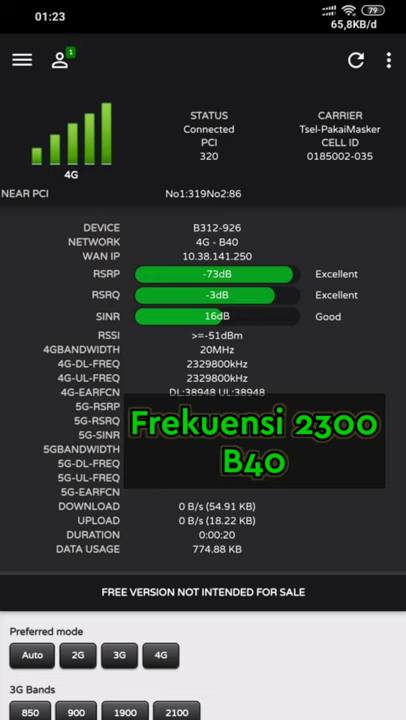 01:23
79
65,8KB/d
1
4G
STATUS
Connected
PCI
320
CARRIER
Tsel-PakaiMasker
CELL ID
0185002-035
NEAR PCI No1:319No2:86
DEVICE B312-926
NETWORK 4G - B40
WAN IP 10.38.141.250
RSRP -73dB Excellent
RSRQ -3dB Excellent
SINR 16dB Good
RSSI >=-51dBm
4GBANDWIDTH 20MHz
4G-DL-FREQ 2329800kHz
4G-UL-FREQ 2329800kHz
4G-EARFCN DL:38948 UL:38948
5G-RSRP
5G-RSRQ
5G-SINR
5GBANDWIDTH
5G-DL-FREQ
5G-UL-FREQ
5G-EARFCN
Frekuensi 2300
B40
DOWNLOAD 0 B/s (54.91 KB)
UPLOAD 0 B/s (18.22 KB)
DURATION 0:00:20
DATA USAGE 774.88 KB
FREE VERSION NOT INTENDED FOR SALE
Preferred mode
Auto 2G 3G 4G
3G Bands
850 900 1900 2100